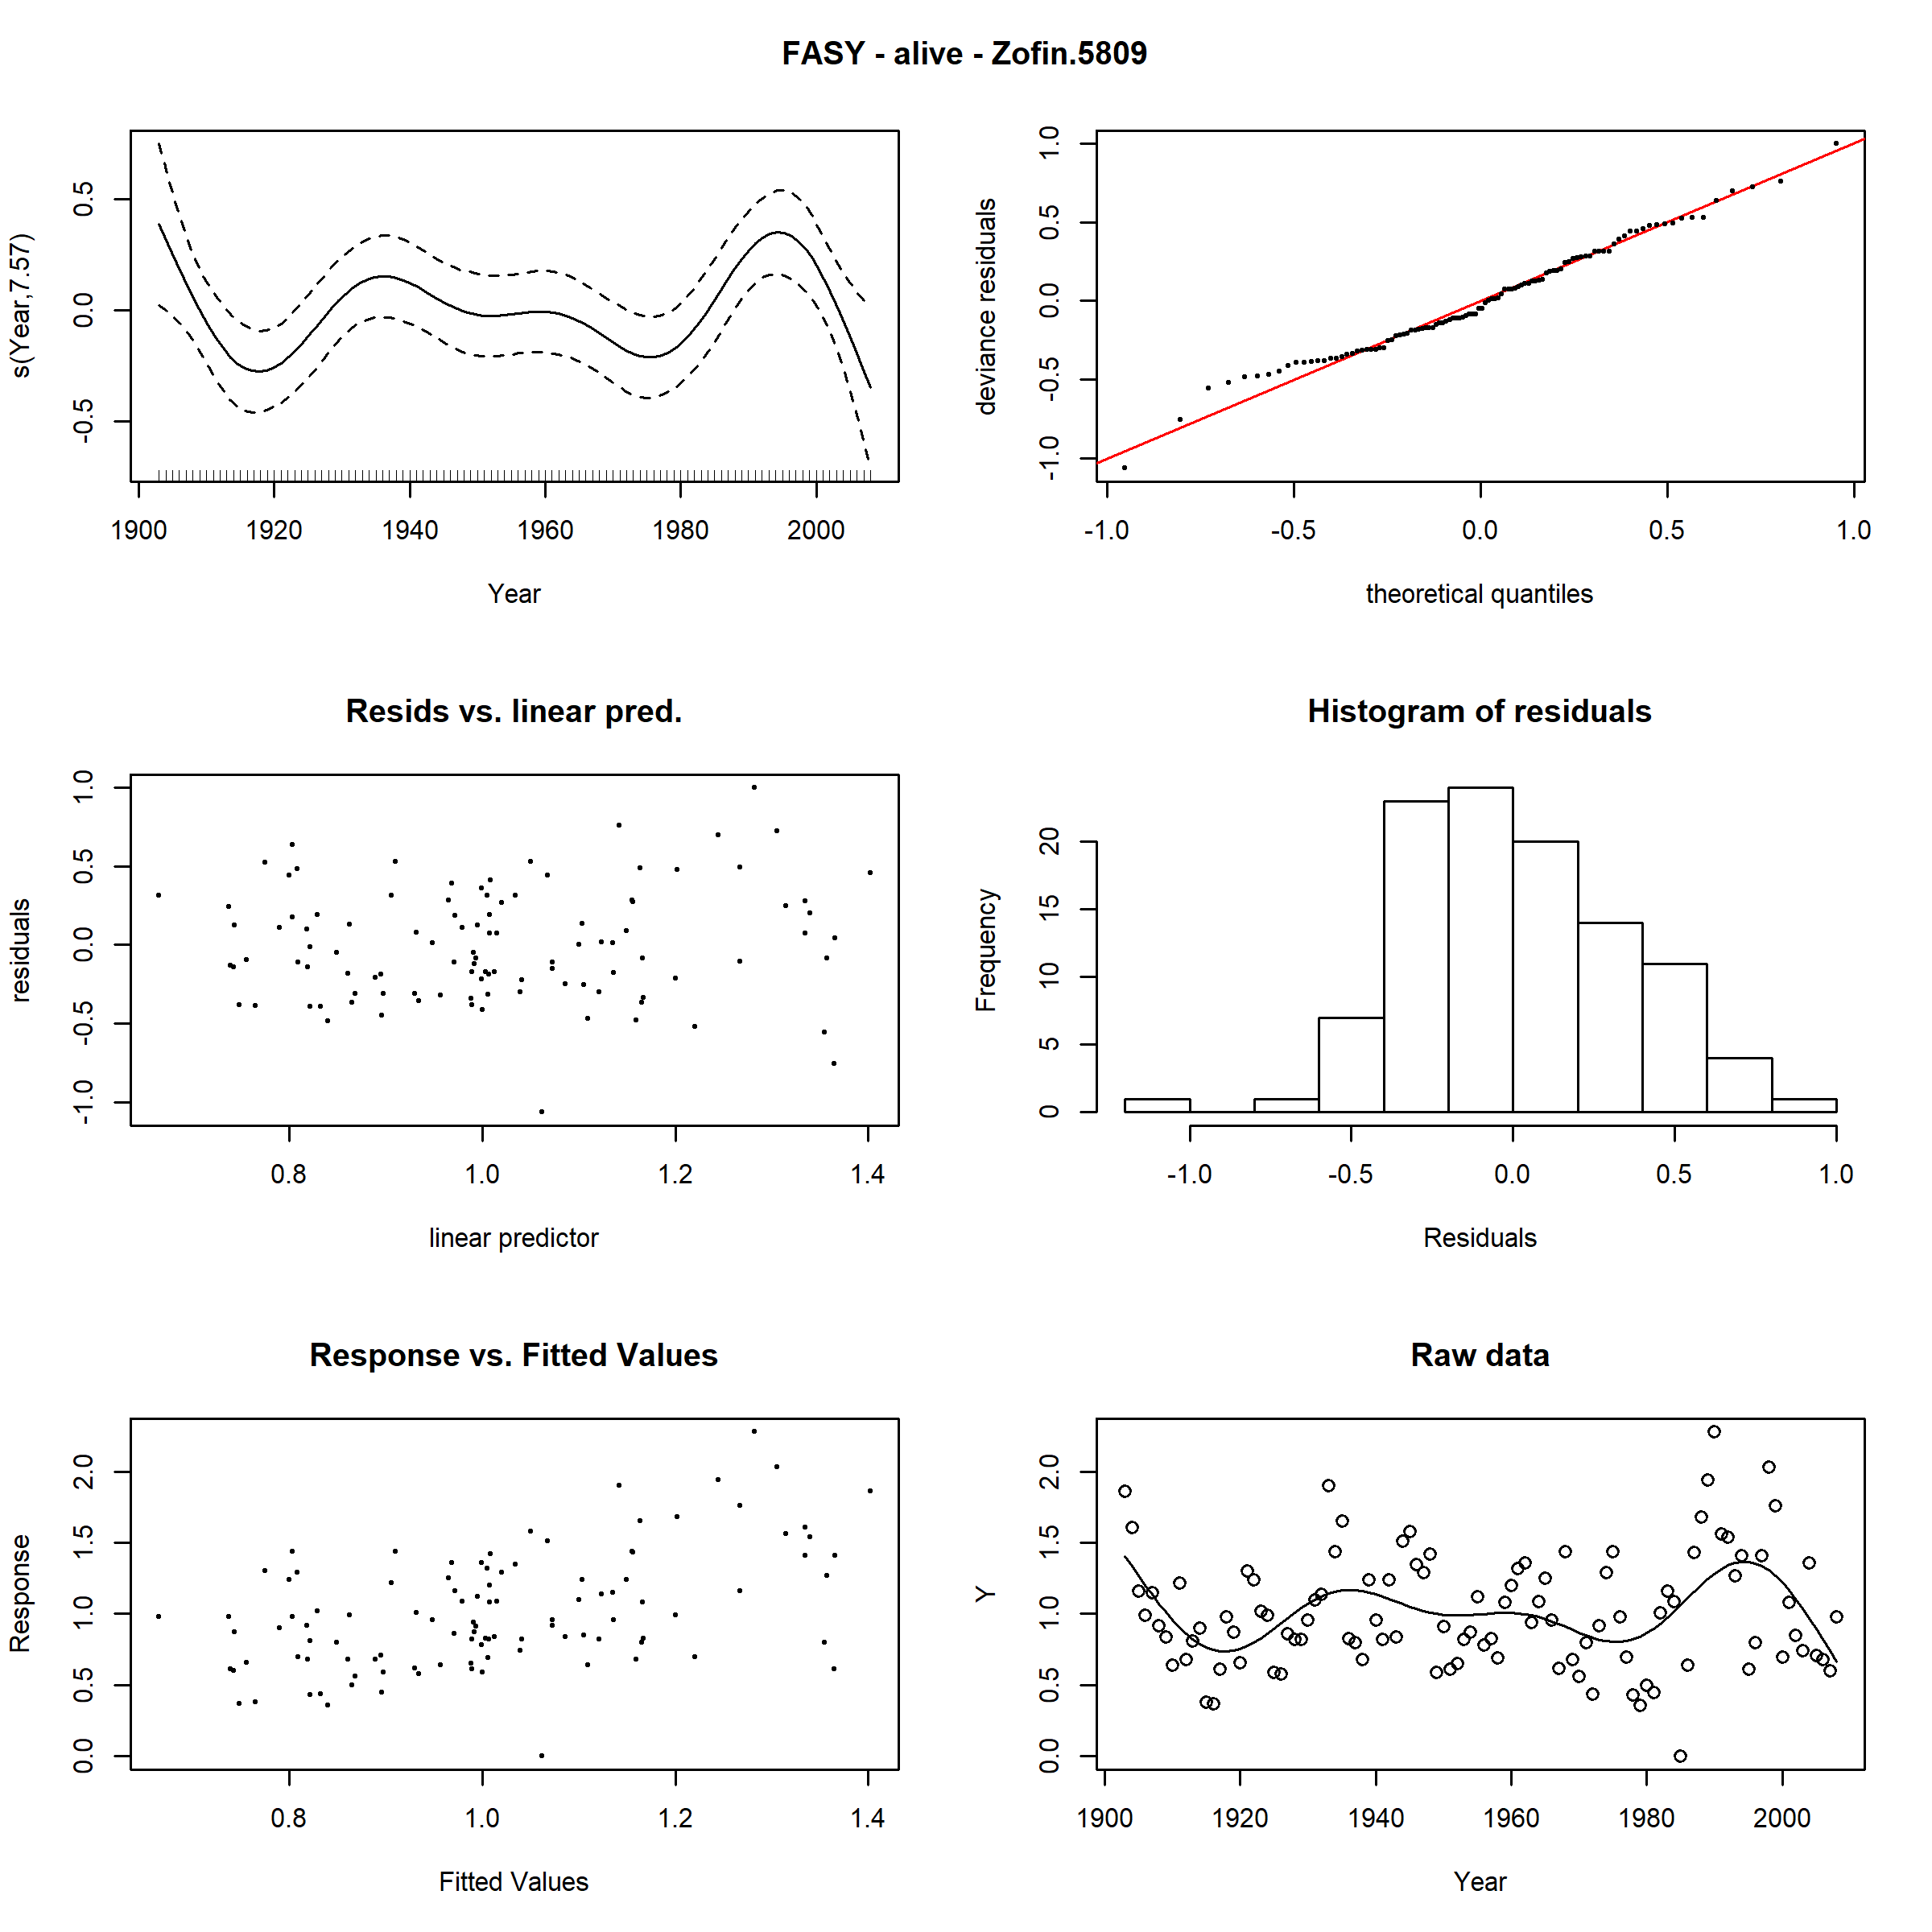 FASY - alive - Zofin.5809
s(Year,7.57)
-0.5 0.0 0.5
1900 1920 1940 1960 1980 2000
Year
deviance residuals
-1.0 -0.5 0.0 0.5 1.0
-1.0 -0.5 0.0 0.5 1.0
theoretical quantiles
Resids vs. linear pred.
residuals
-1.0 -0.5 0.0 0.5 1.0
0.8 1.0 1.2 1.4
linear predictor
Histogram of residuals
Frequency
0 5 10 15 20
-1.0 -0.5 0.0 0.5 1.0
Residuals
Response vs. Fitted Values
Response
0.0 0.5 1.0 1.5 2.0
0.8 1.0 1.2 1.4
Fitted Values
Raw data
Y
0.0 0.5 1.0 1.5 2.0
1900 1920 1940 1960 1980 2000
Year